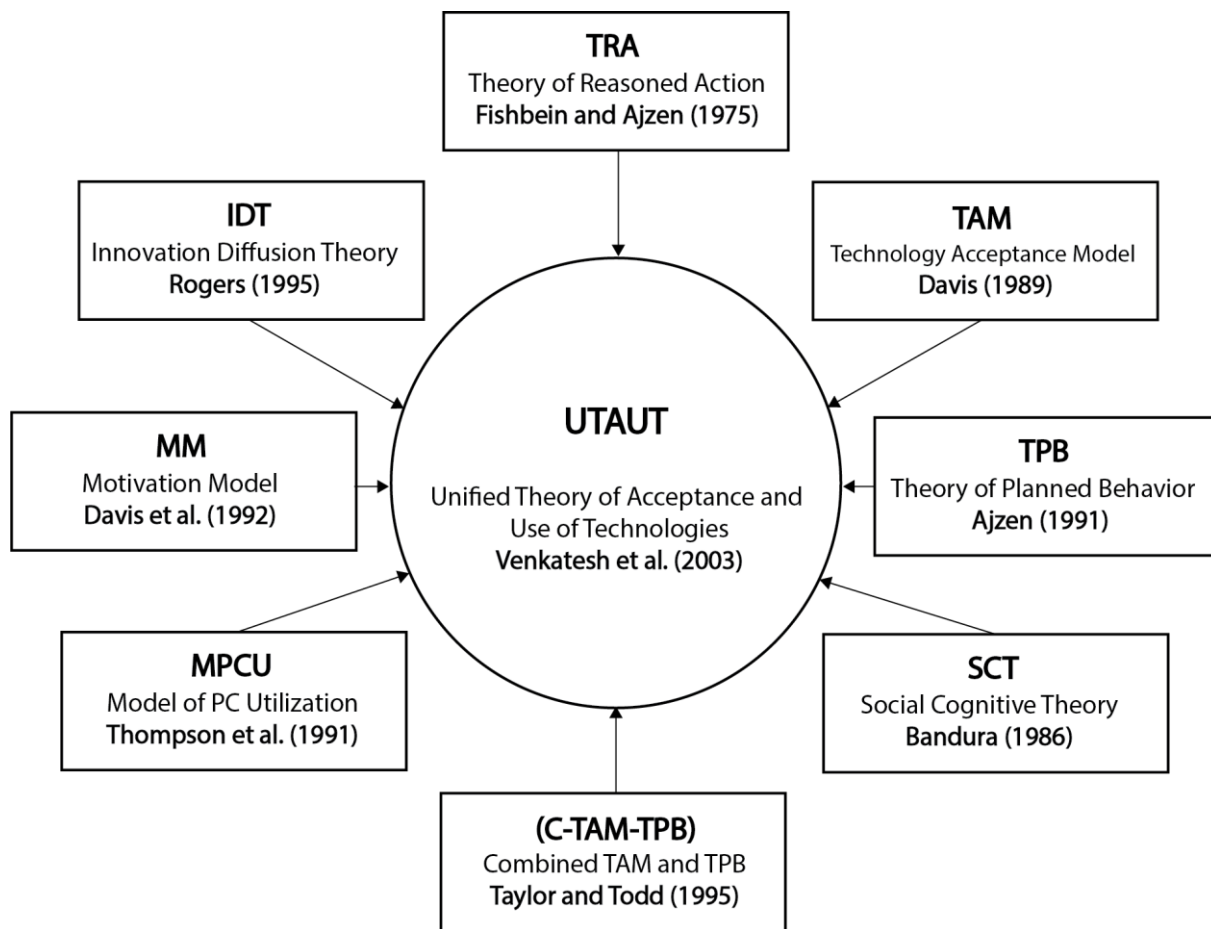 TRA
Theory of Reasoned Action
Fishbein and Ajzen (1975)
IDT
Innovation Diffusion Theory
Rogers (1995)
TAM
Technology Acceptance Model
Davis (1989)
UTAUT
Unified Theory of Acceptance and
Use of Technologies
Venkatesh et al. (2003)
MM
Motivation Model
Davis et al. (1992)
TPB
Theory of Planned Behavior
Ajzen (1991)
MPCU
Model of PC Utilization
Thompson et al. (1991)
SCT
Social Cognitive Theory
Bandura (1986)
(C-TAM-TPB)
Combined TAM and TPB
Taylor and Todd (1995)